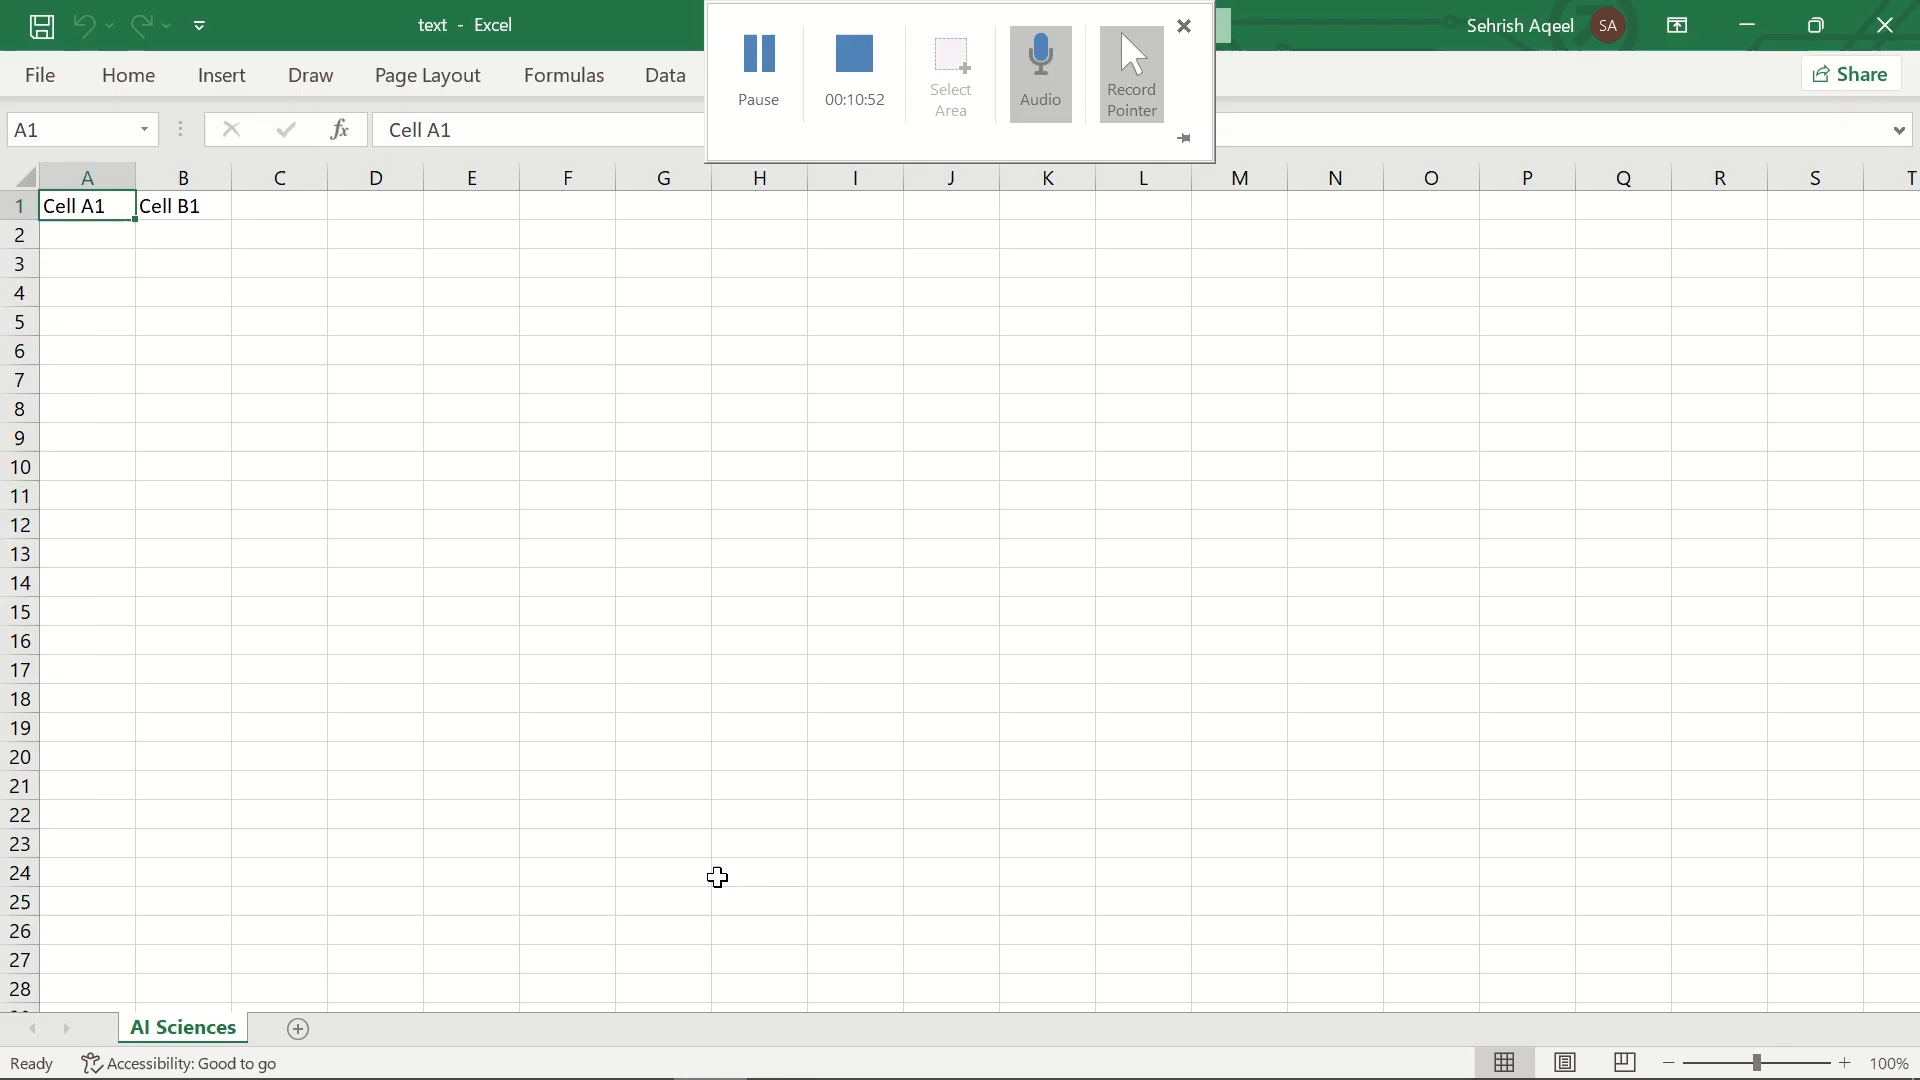 text - Excel
Sehrish Aqeel SA
File Home Insert Draw Page Layout Formulas Data
Share
Pause
00:10:52
Select
Area
Audio
Record
Pointer
A1
fx
Cell A1
A B C D E F G H I J K L M N O P Q R S T
1 Cell A1 Cell B1
2
3
4
5
6
7
8
9
10
11
12
13
14
15
16
17
18
19
20
21
22
23
24
25
26
27
28
AI Sciences
Ready Accessibility: Good to go 100%